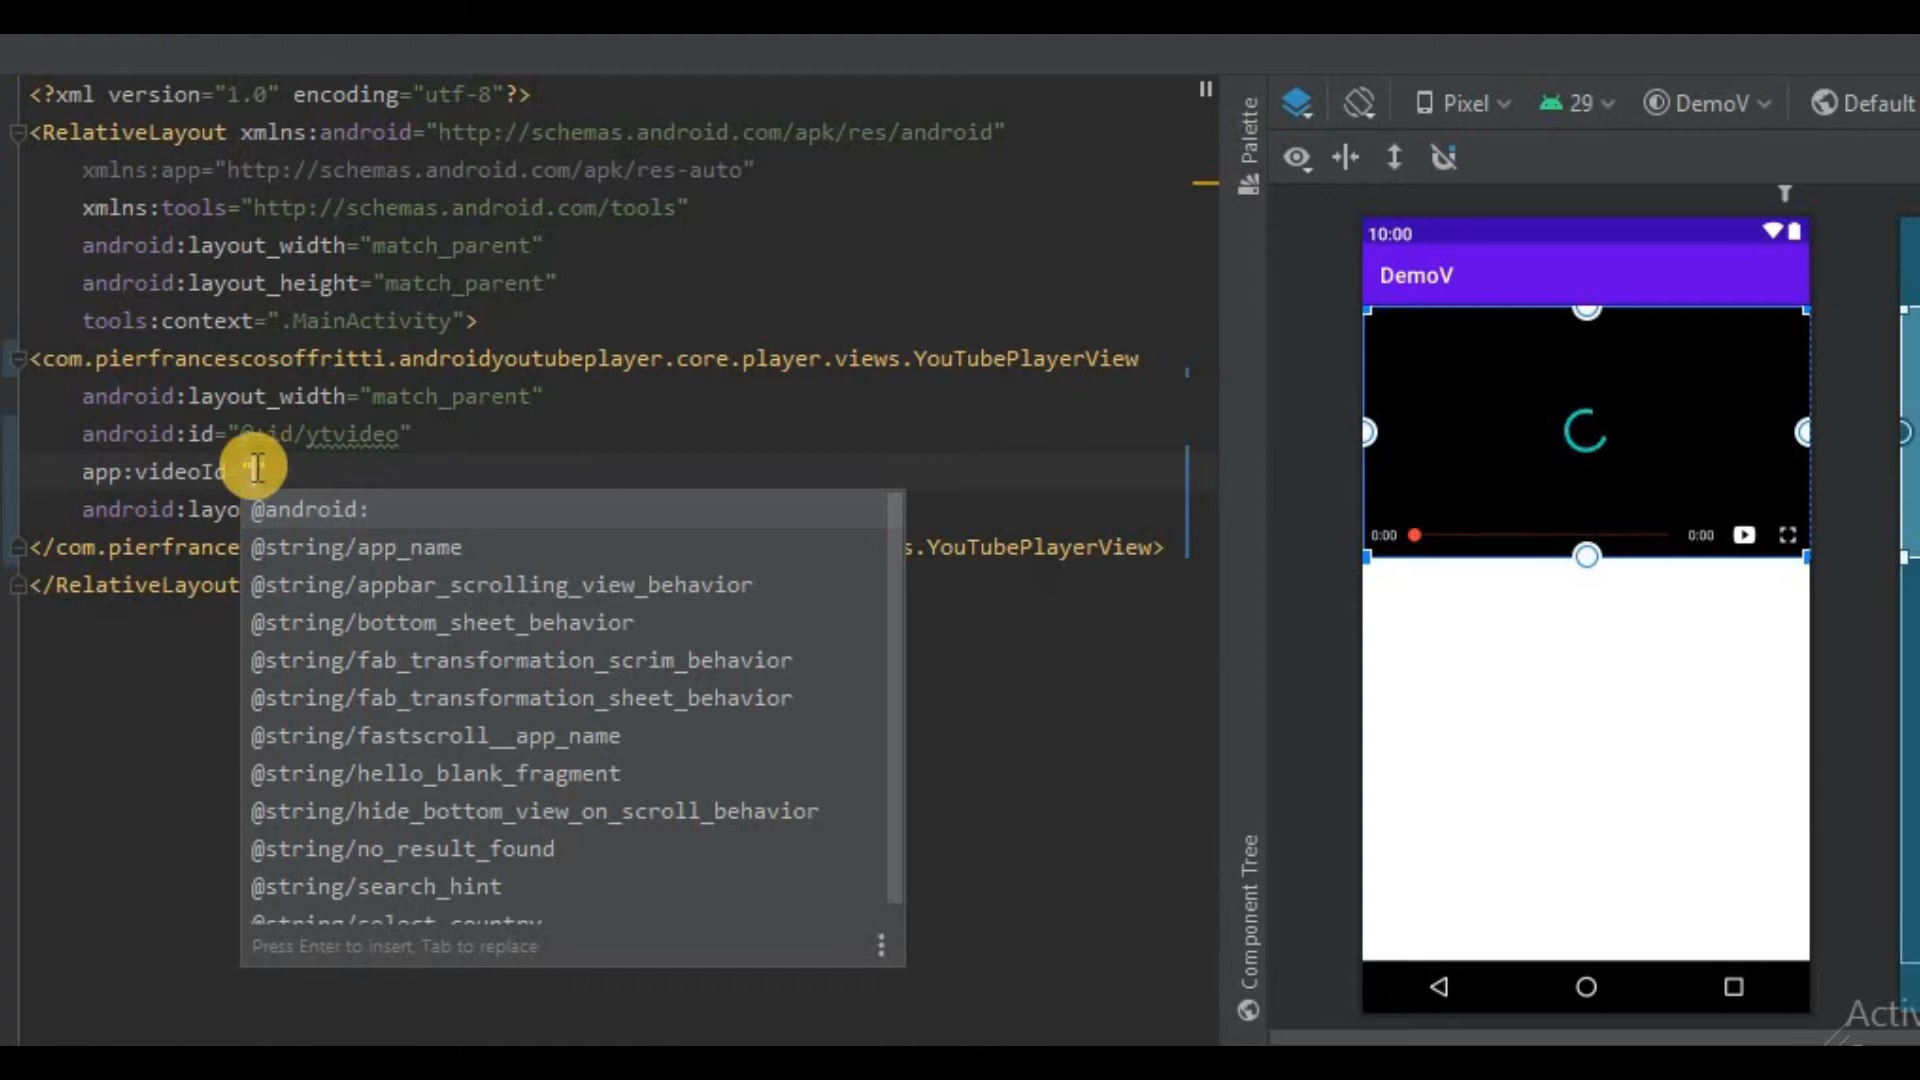 <?xml version="1.0" encoding="utf-8"?>
<RelativeLayout xmlns:android="http://schemas.android.com/apk/res/android"
xmlns:app="http://schemas.android.com/apk/res-auto"
xmlns:tools="http://schemas.android.com/tools"
android:layout_width="match_parent"
android:layout_height="match_parent"
tools:context=".MainActivity">
<com.pierfrancescosoffritti.androidyoutubeplayer.core.player.views.YouTubePlayerView
android:layout_width="match_parent"
android:id="@+id/ytvideo"
app:videoId=""
android:layo
</com.pierfrance s.YouTubePlayerView>
</RelativeLayout
@android:
@string/app_name
@string/appbar_scrolling_view_behavior
@string/bottom_sheet_behavior
@string/fab_transformation_scrim_behavior
@string/fab_transformation_sheet_behavior
@string/fastscroll__app_name
@string/hello_blank_fragment
@string/hide_bottom_view_on_scroll_behavior
@string/no_result_found
@string/search_hint
@string/select_country
Press Enter to insert, Tab to replace
Palette
Component Tree
Pixel 29 DemoV Default
10:00
DemoV
0:00 0:00
Activ